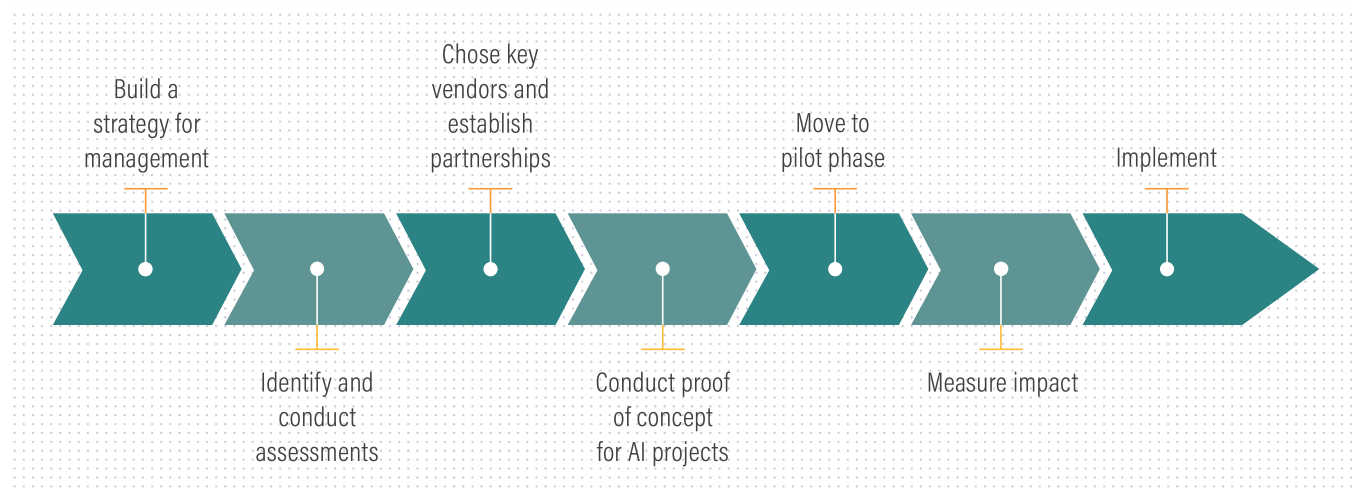 Build a
strategy for
management
Identify and
conduct
assessments
Chose key
vendors and
establish
partnerships
Conduct proof
of concept
for AI projects
Move to
pilot phase
Measure impact
Implement